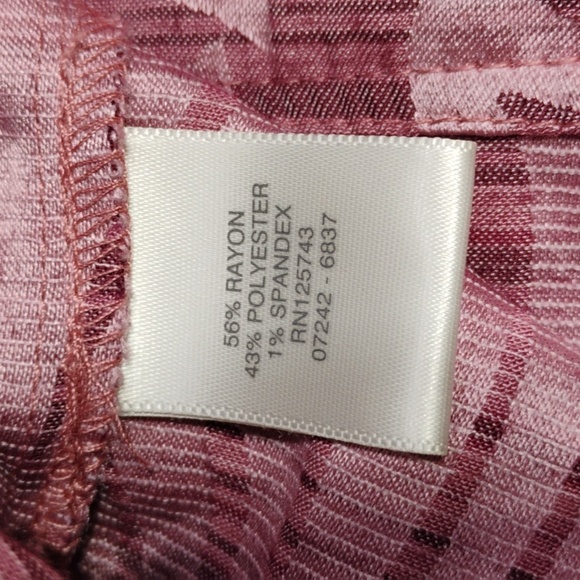 56% RAYON
43% POLYESTER
1% SPANDEX
RN125743
07242 - 6837